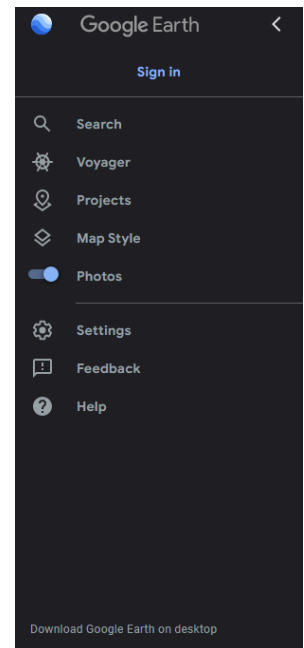 Google Earth
Sign in
Search
Voyager
Projects
Map Style
Photos
Settings
Feedback
Help
Download Google Earth on desktop